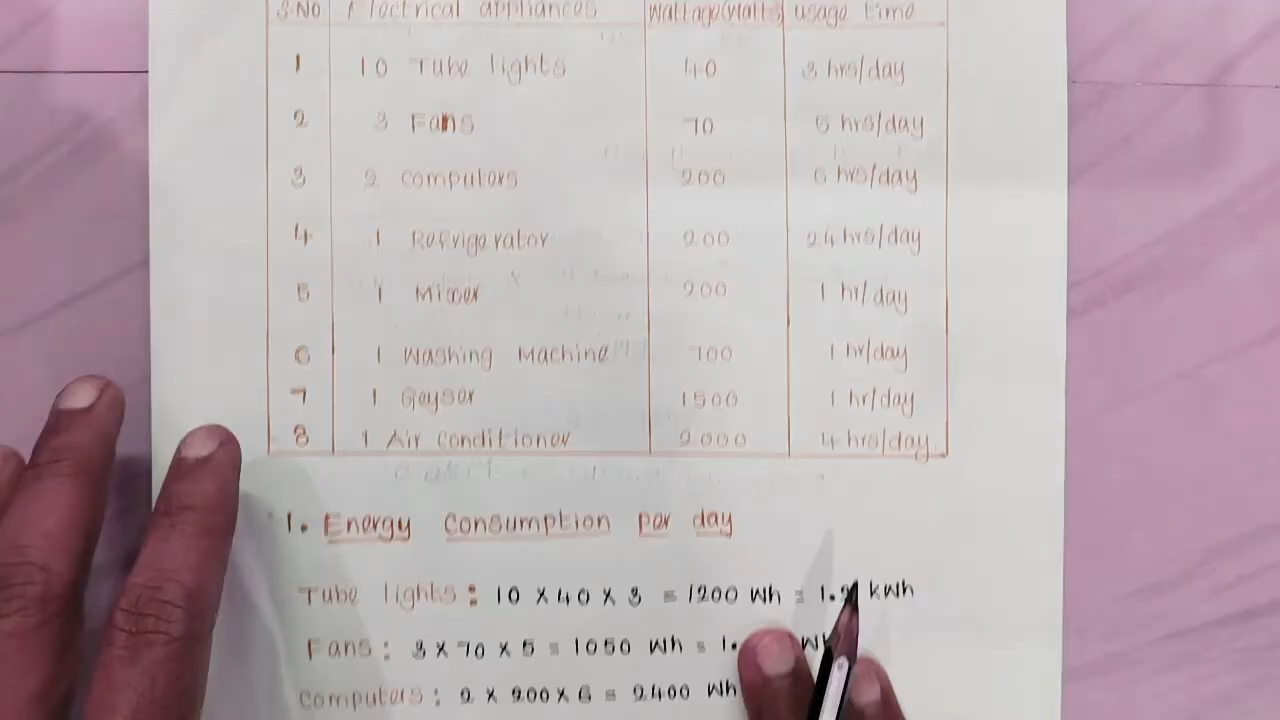 S.NO Electrical appliances Wattage(Watts) usage time
1 10 Tube lights 40 3 hrs/day
2 3 Fans 70 5 hrs/day
3 2 Computers 200 6 hrs/day
4 1 Refrigerator 200 24 hrs/day
5 1 Mixer 200 1 hr/day
6 1 Washing Machine 700 1 hr/day
7 1 Geyser 1500 1 hr/day
8 1 Air conditioner 2000 4 hrs/day
1. Energy Consumption per day
Tube lights : 10 x 40 x 3 = 1200 Wh = kWh
Fans : 3 x 70 x 5 = 1050 Wh =
Computers : 2 x 200 x 6 = 2400 Wh